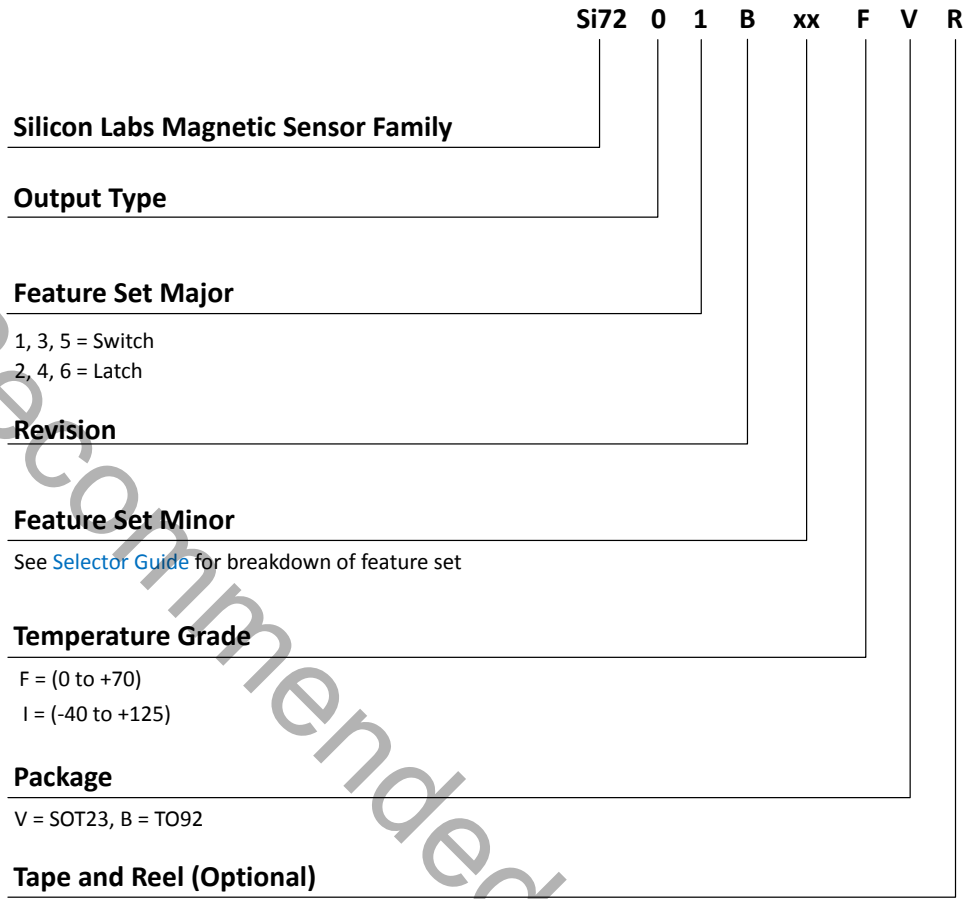 Si72 0 1 B xx F V R
Silicon Labs Magnetic Sensor Family
Output Type
Feature Set Major
1, 3, 5 = Switch
2, 4, 6 = Latch
Revision
Feature Set Minor
See Selector Guide for breakdown of feature set
Temperature Grade
F = (0 to +70)
I = (-40 to +125)
Package
V = SOT23, B = TO92
Tape and Reel (Optional)
ecommended